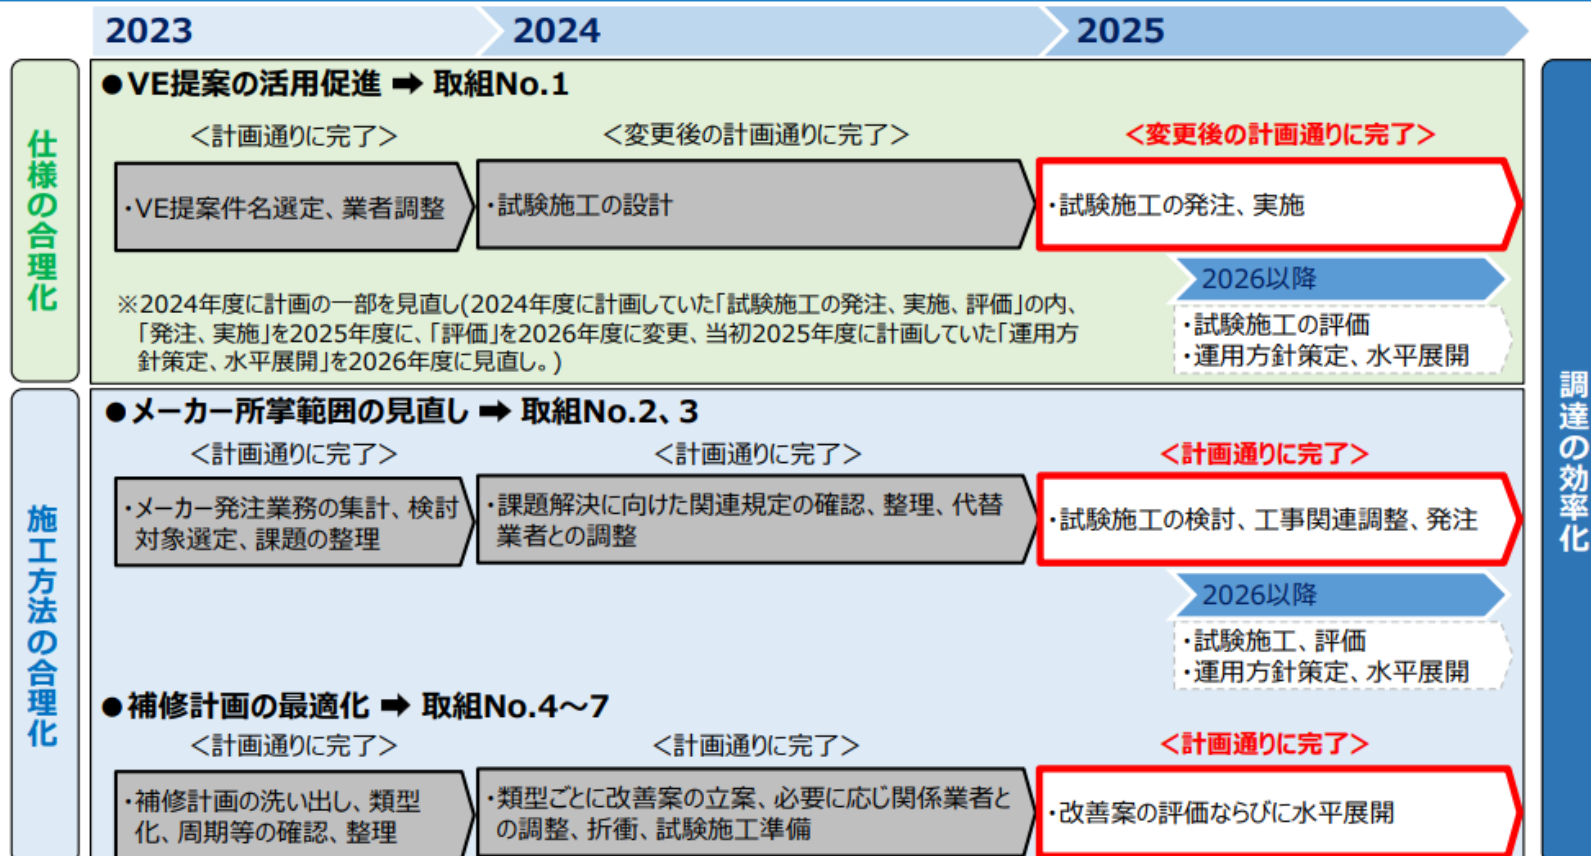 2023
2024
2025
仕様の合理化
●VE提案の活用促進 ➡ 取組No.1
＜計画通りに完了＞
＜変更後の計画通りに完了＞
＜変更後の計画通りに完了＞
・VE提案件名選定、業者調整
・試験施工の設計
・試験施工の発注、実施
2026以降
・試験施工の評価
・運用方針策定、水平展開
※2024年度に計画の一部を見直し(2024年度に計画していた「試験施工の発注、実施、評価」の内、
「発注、実施」を2025年度に、「評価」を2026年度に変更、当初2025年度に計画していた「運用方
針策定、水平展開」を2026年度に見直し。)
施工方法の合理化
●メーカー所掌範囲の見直し ➡ 取組No.2、3
＜計画通りに完了＞
＜計画通りに完了＞
＜計画通りに完了＞
・メーカー発注業務の集計、検討
対象選定、課題の整理
・課題解決に向けた関連規定の確認、整理、代替
業者との調整
・試験施工の検討、工事関連調整、発注
2026以降
・試験施工、評価
・運用方針策定、水平展開
●補修計画の最適化 ➡ 取組No.4～7
＜計画通りに完了＞
＜計画通りに完了＞
＜計画通りに完了＞
・補修計画の洗い出し、類型
化、周期等の確認、整理
・類型ごとに改善案の立案、必要に応じ関係業者と
の調整、折衝、試験施工準備
・改善案の評価ならびに水平展開
調達の効率化